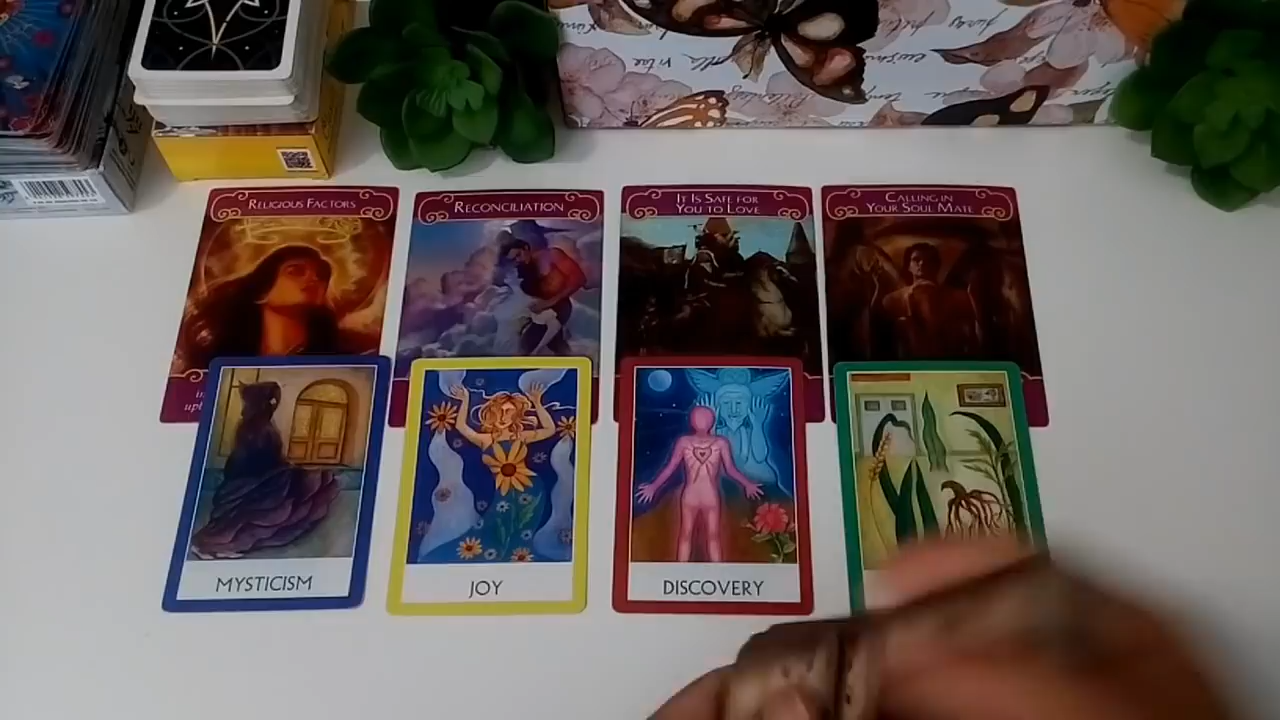 RELIGIOUS FACTORS
RECONCILIATION
IT IS SAFE FOR
YOU TO LOVE
CALLING IN
YOUR SOUL MATE
MYSTICISM
JOY
DISCOVERY